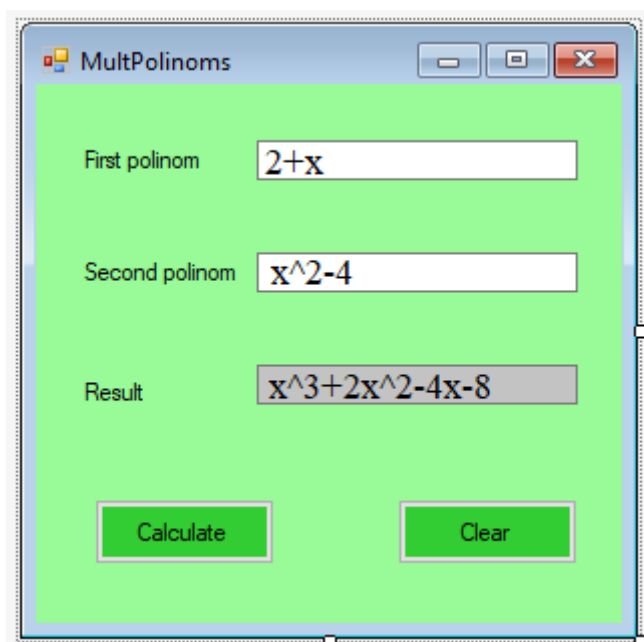 MultPolinoms
First polinom 2+x
Second polinom x^2-4
Result x^3+2x^2-4x-8
Calculate Clear